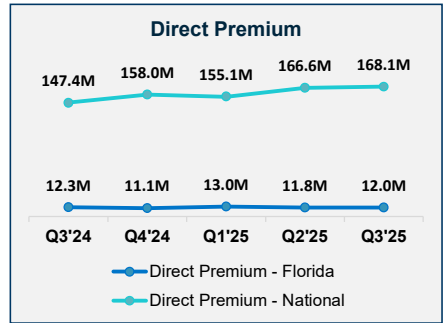 Direct Premium
147.4M 158.0M 155.1M 166.6M 168.1M
12.3M 11.1M 13.0M 11.8M 12.0M
Q3'24 Q4'24 Q1'25 Q2'25 Q3'25
Direct Premium - Florida
Direct Premium - National